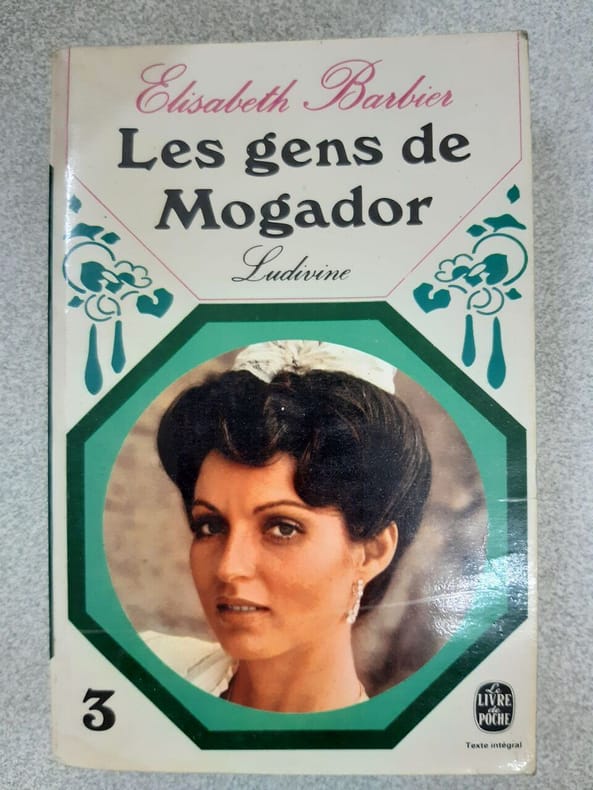 Elisabeth Barbier
Les gens de
Mogador
Ludivine
3
Le
LIVRE
de
POCHE
Texte intégral